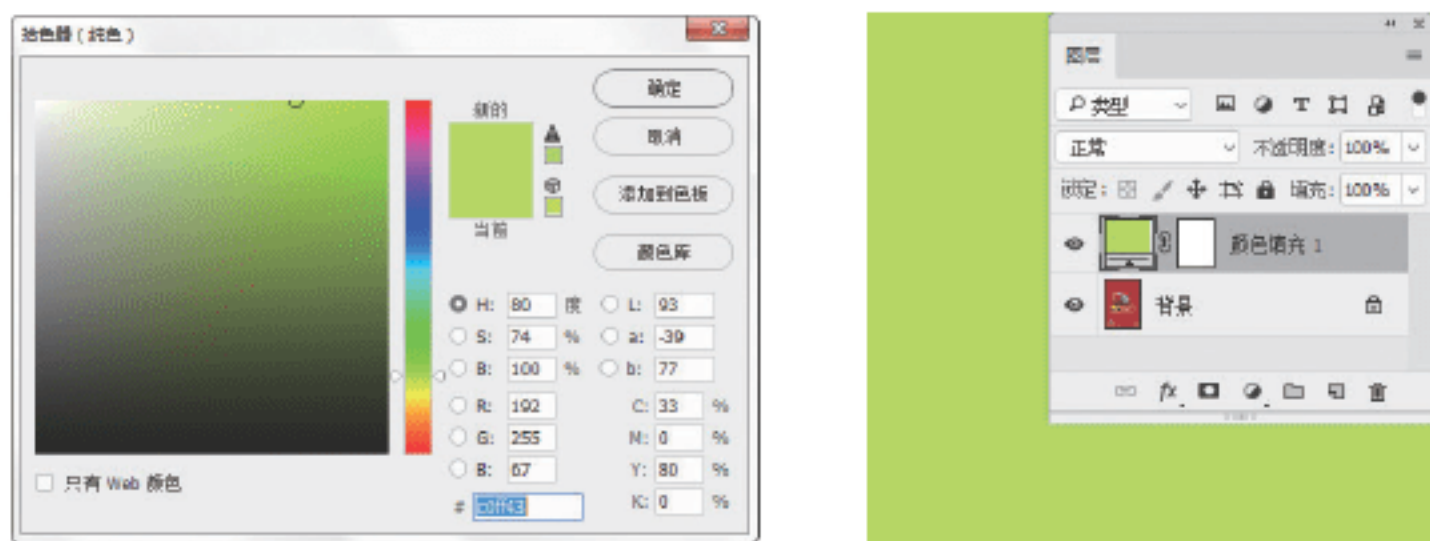 拾色器（纯色）
新的
当前
确定
取消
添加到色板
颜色库
H: 80 度
S: 74 %
B: 100 %
R: 192
G: 255
B: 67
# c0ff43
L: 93
a: -39
b: 77
C: 33 %
M: 0 %
Y: 80 %
K: 0 %
只有 Web 颜色
图层
类型
正常 不透明度: 100%
锁定: 填充: 100%
颜色填充 1
背景
fx